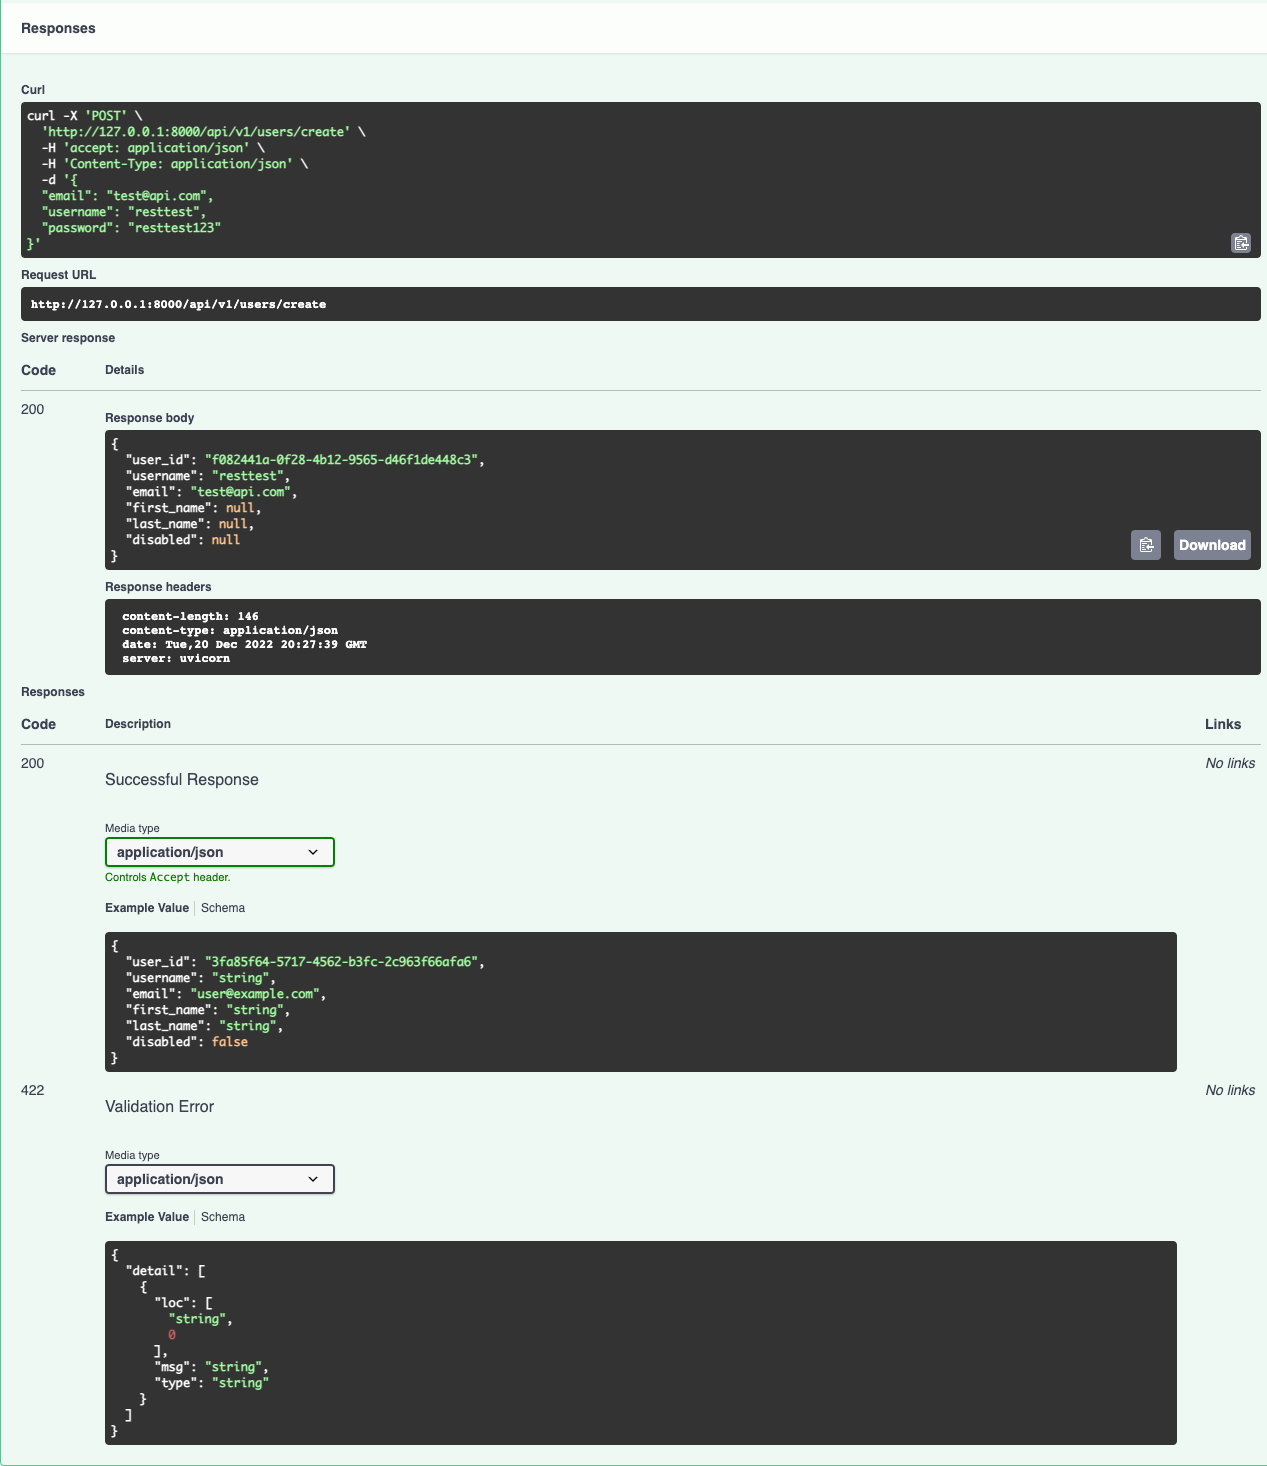 Responses
Curl
curl -X 'POST' \
  'http://127.0.0.1:8000/api/v1/users/create' \
  -H 'accept: application/json' \
  -H 'Content-Type: application/json' \
  -d '{
  "email": "test@api.com",
  "username": "resttest",
  "password": "resttest123"
}'
Request URL
http://127.0.0.1:8000/api/v1/users/create
Server response
Code Details
200
Response body
{
  "user_id": "f082441a-0f28-4b12-9565-d46f1de448c3",
  "username": "resttest",
  "email": "test@api.com",
  "first_name": null,
  "last_name": null,
  "disabled": null
}
Download
Response headers
content-length: 146
content-type: application/json
date: Tue,20 Dec 2022 20:27:39 GMT
server: uvicorn
Responses
Code Description Links
200 No links
Successful Response
Media type
application/json
Controls Accept header.
Example Value Schema
{
  "user_id": "3fa85f64-5717-4562-b3fc-2c963f66afa6",
  "username": "string",
  "email": "user@example.com",
  "first_name": "string",
  "last_name": "string",
  "disabled": false
}
422 No links
Validation Error
Media type
application/json
Example Value Schema
{
  "detail": [
    {
      "loc": [
        "string",
        0
      ],
      "msg": "string",
      "type": "string"
    }
  ]
}